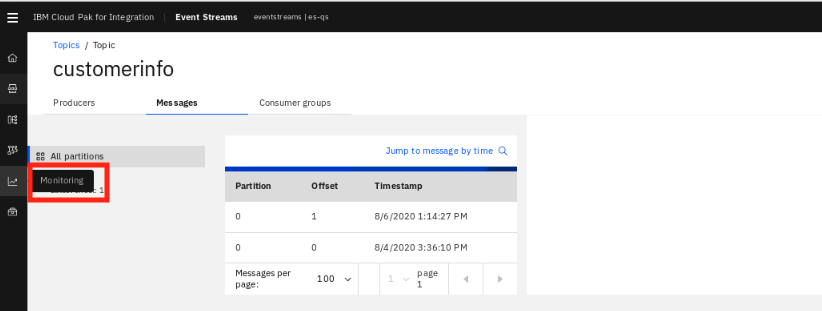 IBM Cloud Pak for Integration | Event Streams eventstreams | es-qs
Topics / Topic
customerinfo
Producers Messages Consumer groups
All partitions
Monitoring
1
Jump to message by time
Partition Offset Timestamp
0 1 8/6/2020 1:14:27 PM
0 0 8/4/2020 3:36:10 PM
Messages per page: 100 1 page 1